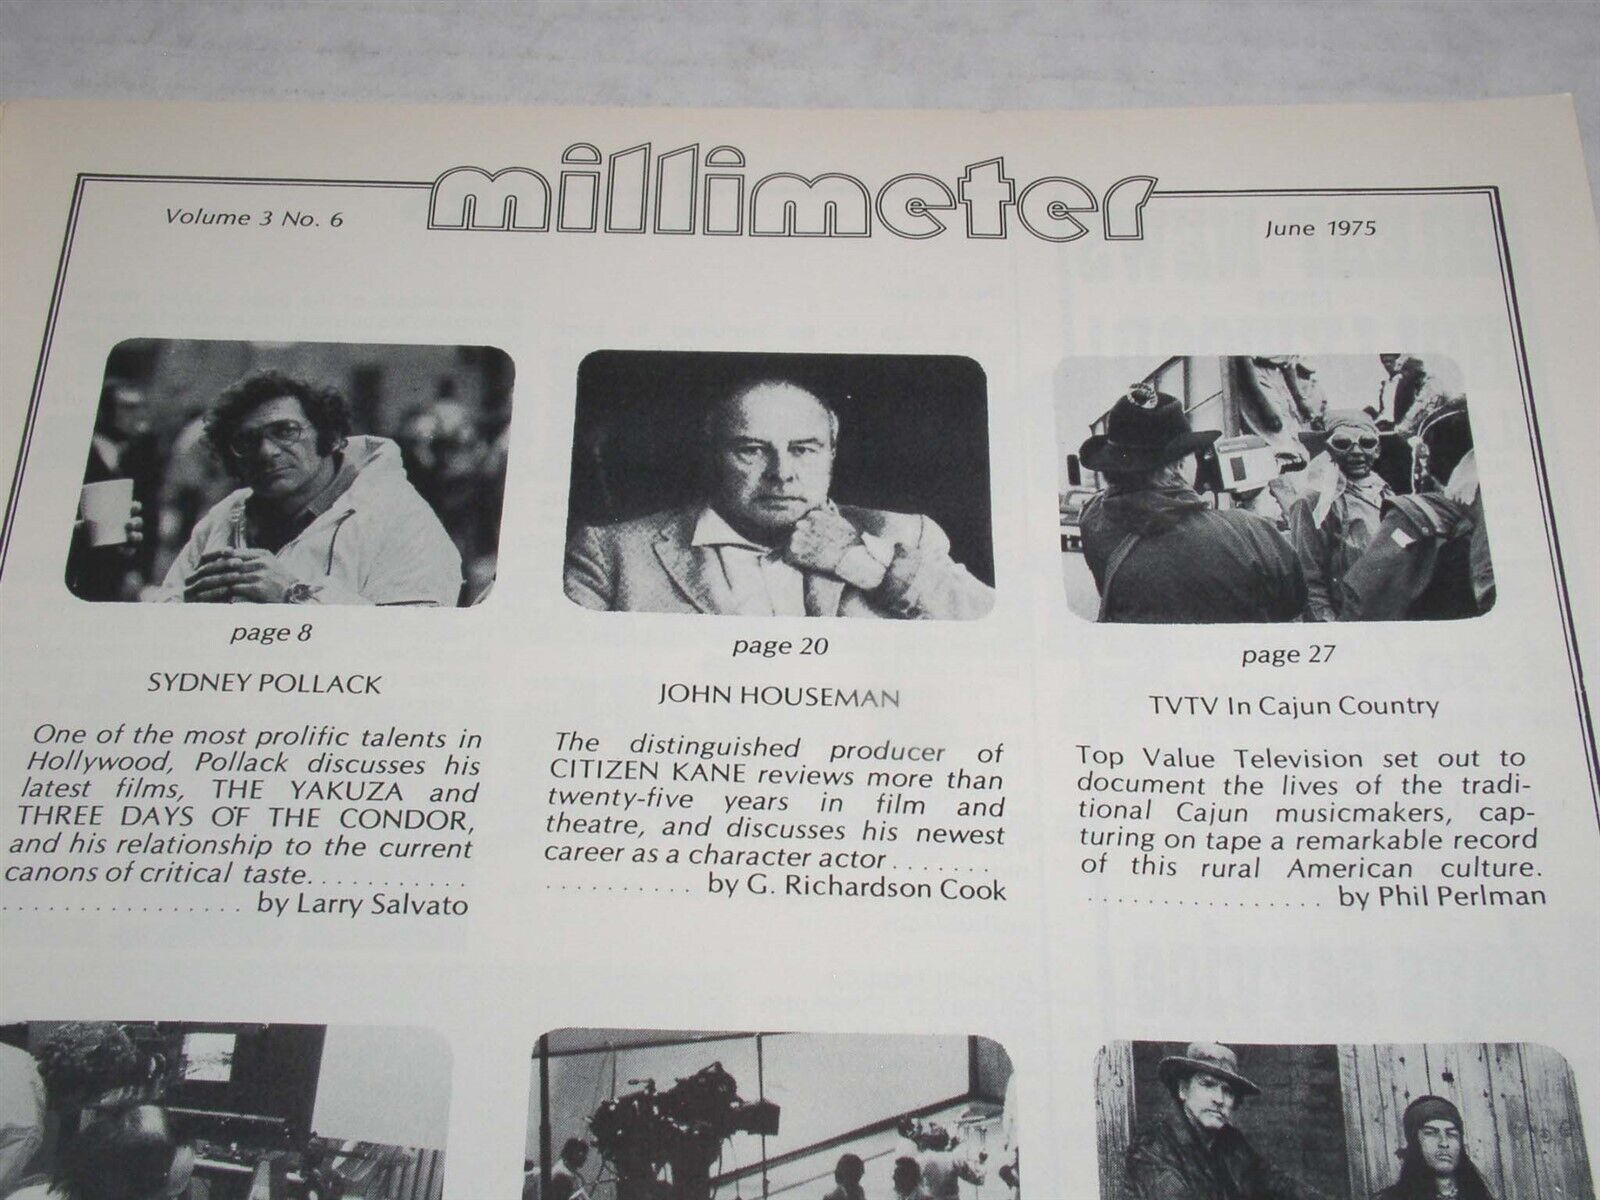 millimeter
Volume 3 No. 6
June 1975
page 8
SYDNEY POLLACK
One of the most prolific talents in
Hollywood, Pollack discusses his
latest films, THE YAKUZA and
THREE DAYS OF THE CONDOR,
and his relationship to the current
canons of critical taste. . . . . . . . . . .
. . . . . . . . . . . . . . . . by Larry Salvato
page 20
JOHN HOUSEMAN
The distinguished producer of
CITIZEN KANE reviews more than
twenty-five years in film and
theatre, and discusses his newest
career as a character actor . . . . . . .
. . . . . . . . . . by G. Richardson Cook
page 27
TVTV In Cajun Country
Top Value Television set out to
document the lives of the tradi-
tional Cajun musicmakers, cap-
turing on tape a remarkable record
of this rural American culture.
. . . . . . . . . . . . . . . . by Phil Perlman